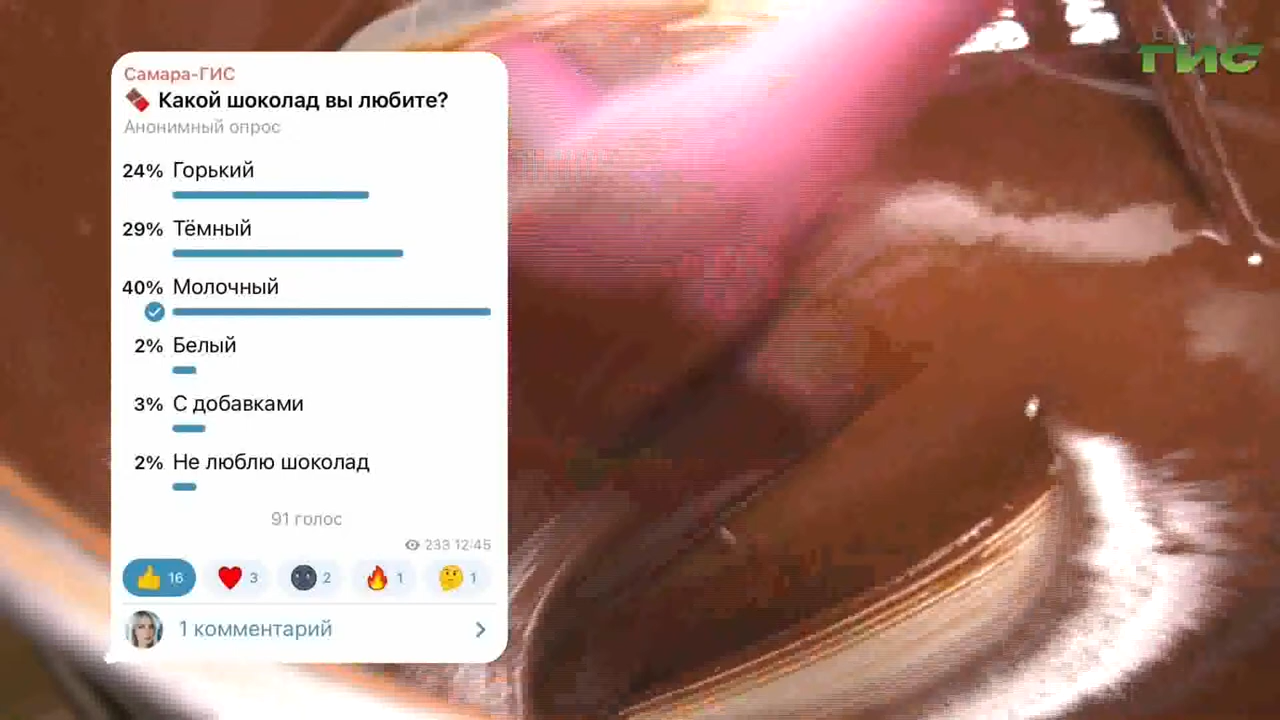 САМАРА
ГИС
Самара-ГИС
🍫 Какой шоколад вы любите?
Анонимный опрос
24% Горький
29% Тёмный
40% Молочный
2% Белый
3% С добавками
2% Не люблю шоколад
91 голос
233 12:45
👍 16 ❤️ 3 🌚 2 🔥 1 🤔 1
1 комментарий